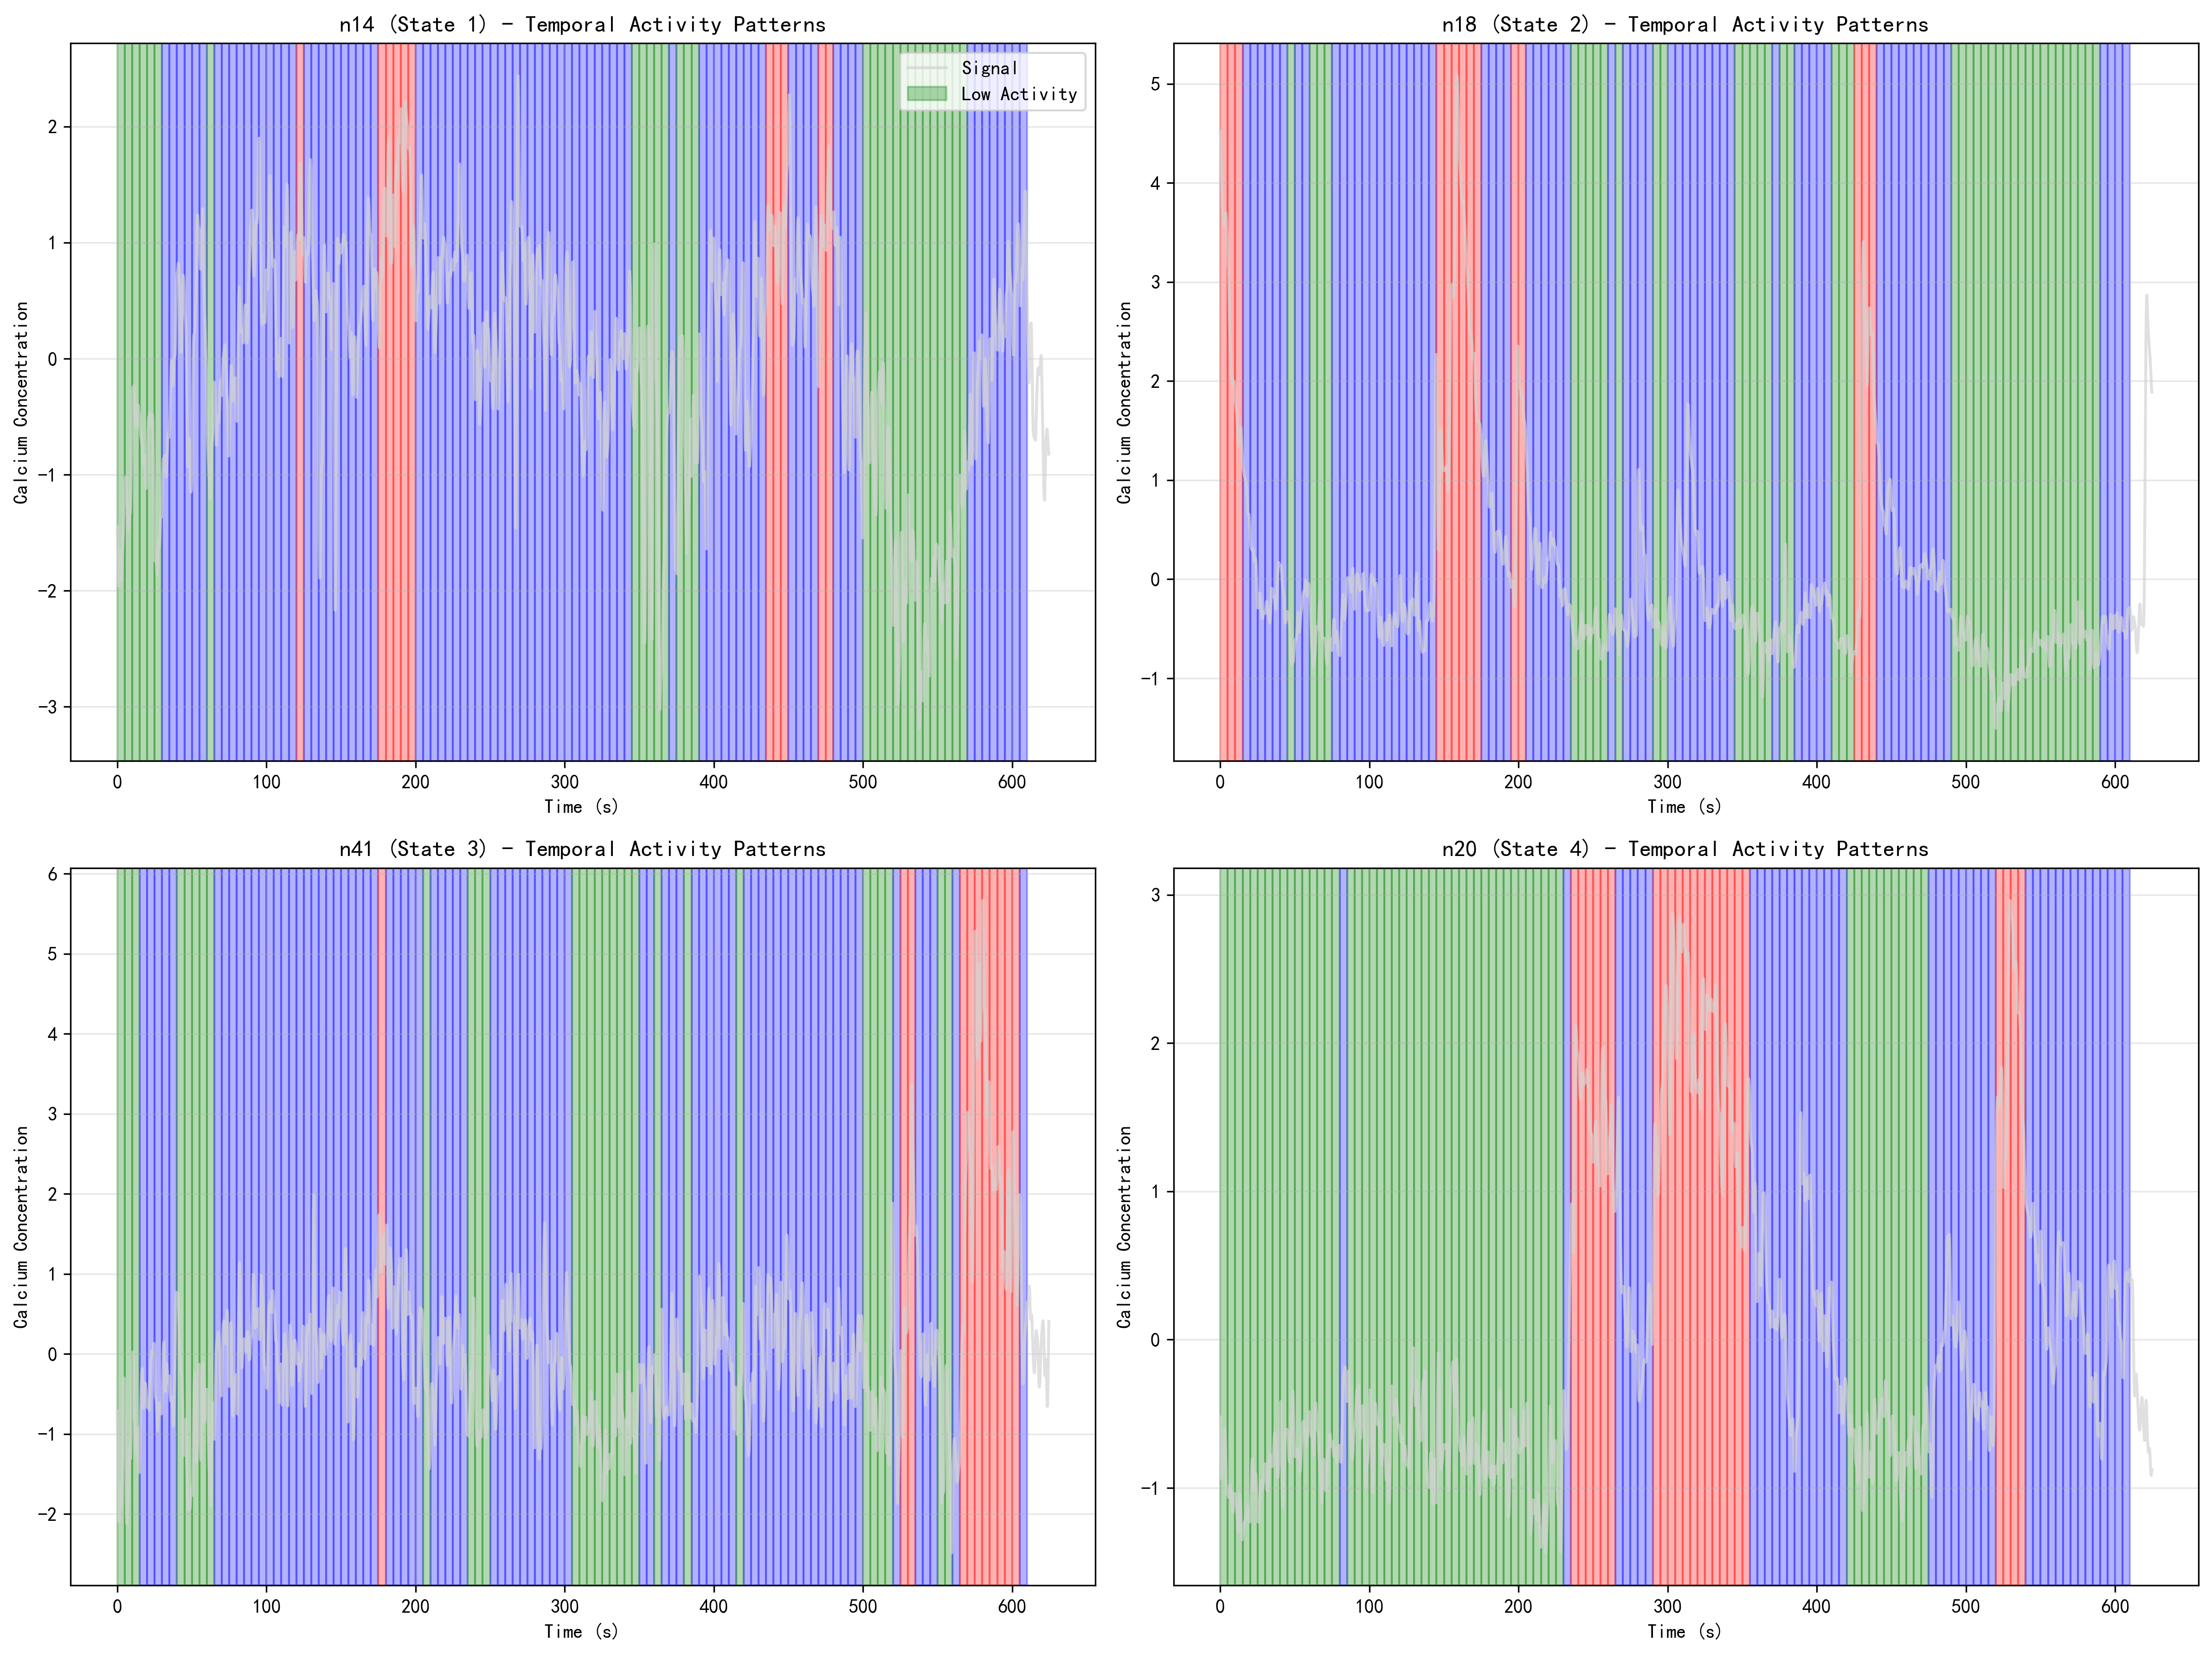 n14 (State 1) - Temporal Activity Patterns
Signal
Low Activity
2
1
0
−1
−2
−3
Calcium Concentration
0 100 200 300 400 500 600
Time (s)
n18 (State 2) - Temporal Activity Patterns
5
4
3
2
1
0
−1
Calcium Concentration
0 100 200 300 400 500 600
Time (s)
n41 (State 3) - Temporal Activity Patterns
6
5
4
3
2
1
0
−1
−2
Calcium Concentration
0 100 200 300 400 500 600
Time (s)
n20 (State 4) - Temporal Activity Patterns
3
2
1
0
−1
Calcium Concentration
0 100 200 300 400 500 600
Time (s)